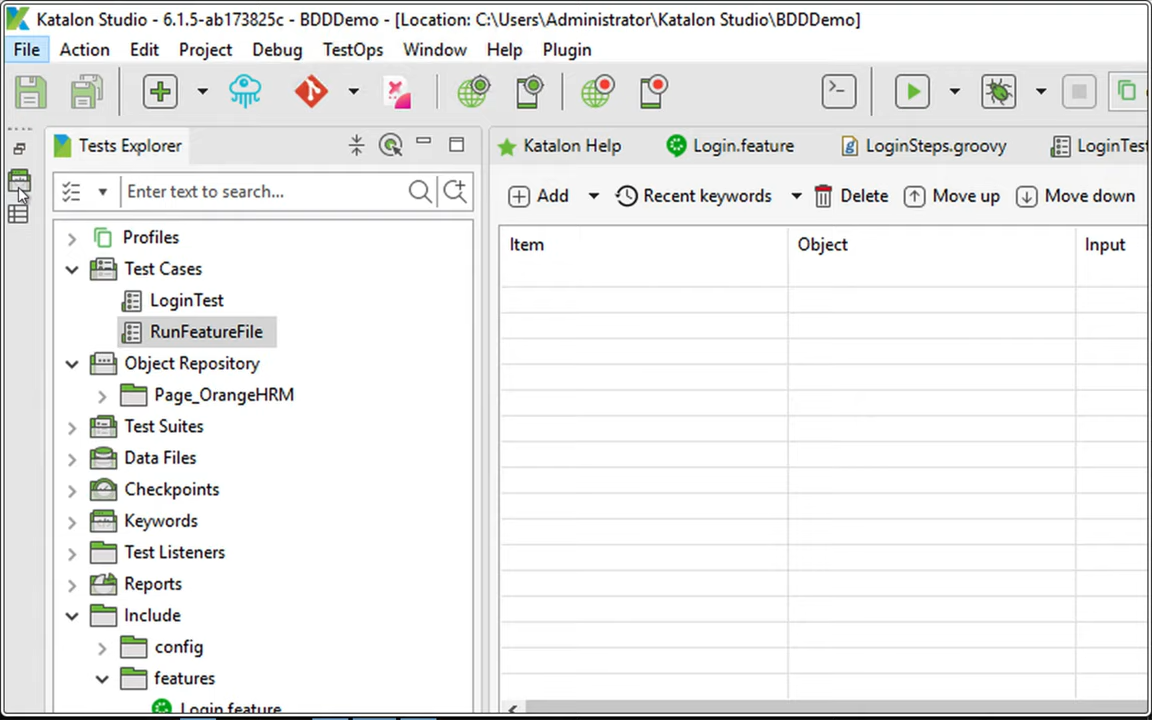 Katalon Studio - 6.1.5-ab173825c - BDDDemo - [Location: C:\Users\Administrator\Katalon Studio\BDDDemo]
File Action Edit Project Debug TestOps Window Help Plugin
Tests Explorer
Katalon Help Login.feature LoginSteps.groovy LoginTest
Enter text to search...
Add Recent keywords Delete Move up Move down
Item Object Input
Profiles
Test Cases
LoginTest
RunFeatureFile
Object Repository
Page_OrangeHRM
Test Suites
Data Files
Checkpoints
Keywords
Test Listeners
Reports
Include
config
features
Login.feature